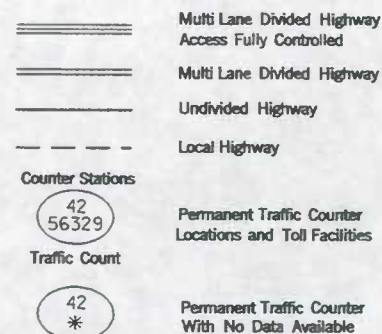 Multi Lane Divided Highway
Access Fully Controlled
Multi Lane Divided Highway
Undivided Highway
Local Highway
Counter Stations
42
56329
Permanent Traffic Counter
Locations and Toll Facilities
Traffic Count
42
*
Permanent Traffic Counter
With No Data Available